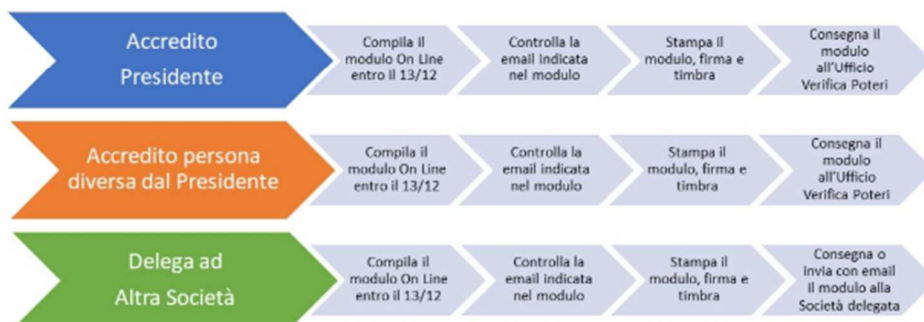 Accredito
Presidente
Compila il
modulo On Line
entro il 13/12
Controlla la
email indicata
nel modulo
Stampa il
modulo, firma e
timbra
Consegna il
modulo
all'Ufficio
Verifica Poteri
Accredito persona
diversa dal Presidente
Compila il
modulo On Line
entro il 13/12
Controlla la
email indicata
nel modulo
Stampa il
modulo, firma e
timbra
Consegna il
modulo
all'Ufficio
Verifica Poteri
Delega ad
Altra Società
Compila il
modulo On Line
entro il 13/12
Controlla la
email indicata
nel modulo
Stampa il
modulo, firma e
timbra
Consegna o
invia con email
il modulo alla
Società delegata